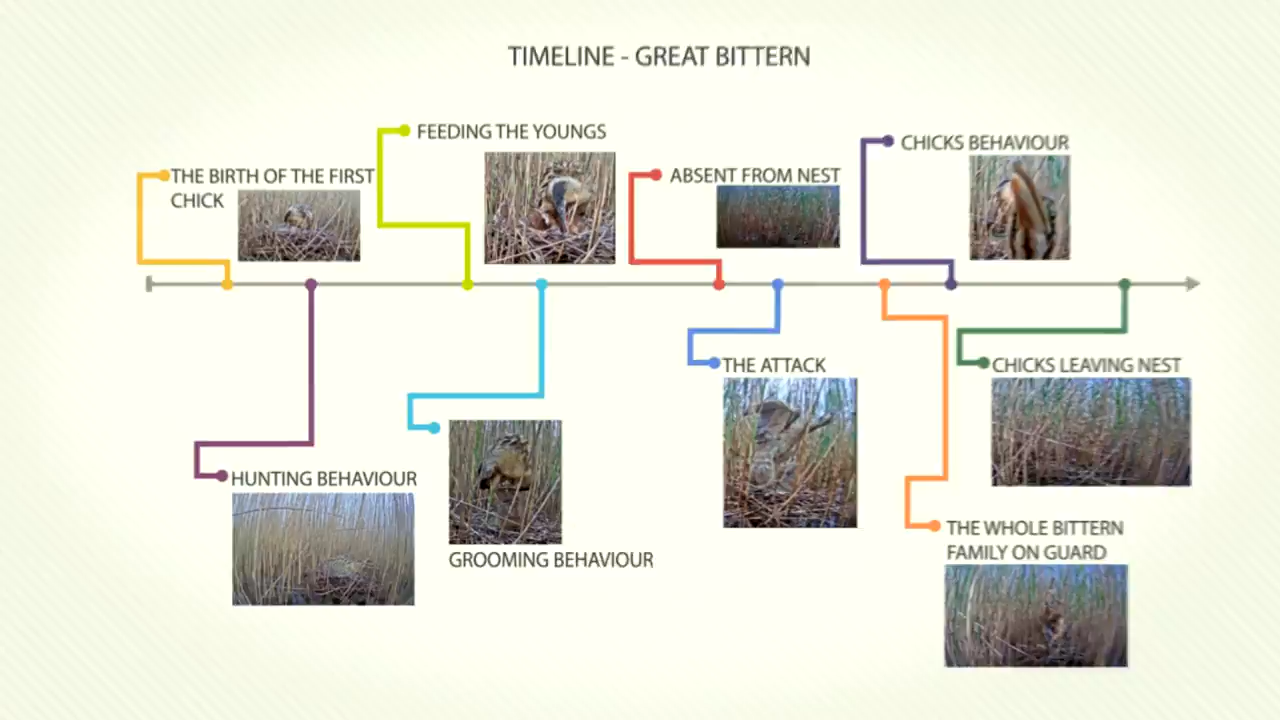 TIMELINE - GREAT BITTERN
FEEDING THE YOUNGS
CHICKS BEHAVIOUR
THE BIRTH OF THE FIRST
CHICK
ABSENT FROM NEST
THE ATTACK
CHICKS LEAVING NEST
HUNTING BEHAVIOUR
GROOMING BEHAVIOUR
THE WHOLE BITTERN
FAMILY ON GUARD